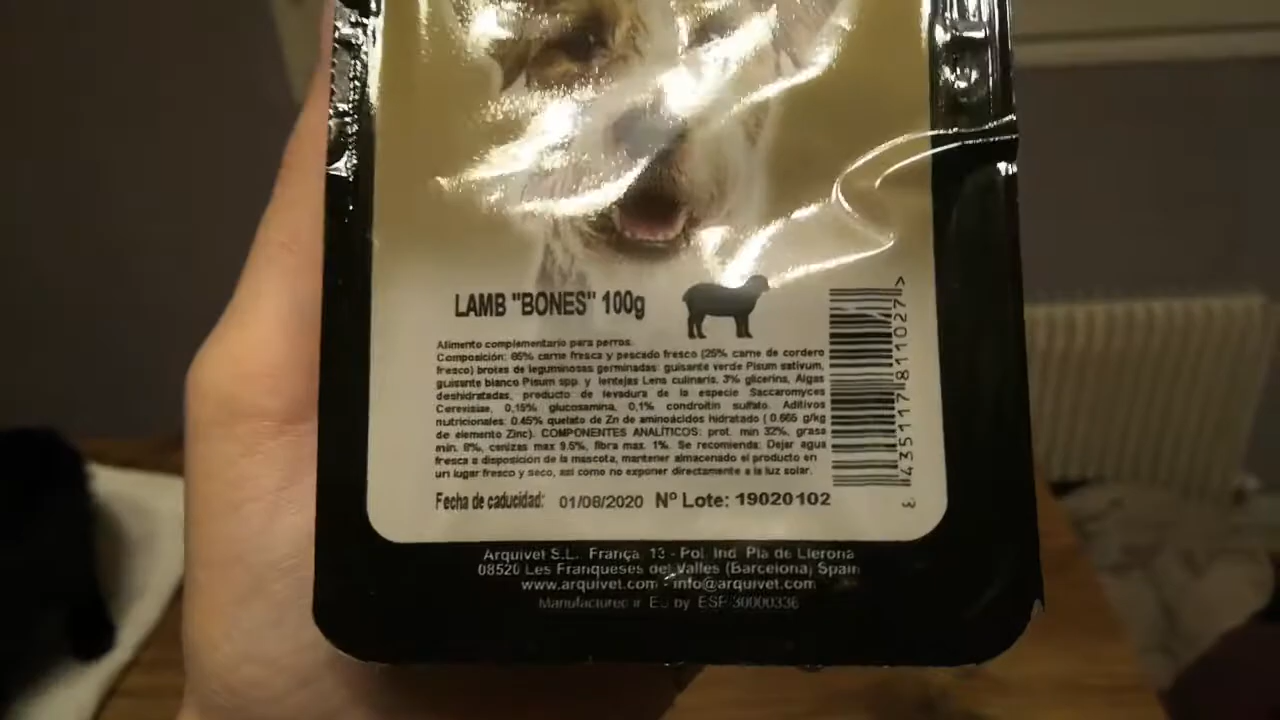 LAMB "BONES" 100g
Alimento complementario para perros.
Composición: 65% carne fresca y pescado fresco (25% carne de cordero
fresco) brotes de leguminosas germinadas: guisante verde Pisum sativum,
guisante blanco Pisum spp. y lentejas Lens culinaris, 3% glicerina, Algas
deshidratadas, producto de levadura de la especie Saccaromyces
Cerevisiae, 0,15% glucosamina, 0,1% condroitin sulfato. Aditivos
nutricionales: 0.45% quelato de Zn de aminoácidos hidratado ( 0.665 g/kg
de elemento Zinc). COMPONENTES ANALÍTICOS: prot. min 32%, grasa
min. 8%, cenizas max 9.5%, fibra max. 1%. Se recomienda: Dejar agua
fresca a disposición de la mascota, mantener almacenado el producto en
un lugar fresco y seco, así como no exponer directamente a la luz solar.
Fecha de caducidad: 01/08/2020 Nº Lote: 19020102
8 435117 811027 >
Arquivet S.L. França, 13 - Pol. Ind. Pla de Llerona
08520 Les Franqueses del Valles (Barcelona) Spain
www.arquivet.com - info@arquivet.com
Manufactured in EU by ESP 30000336